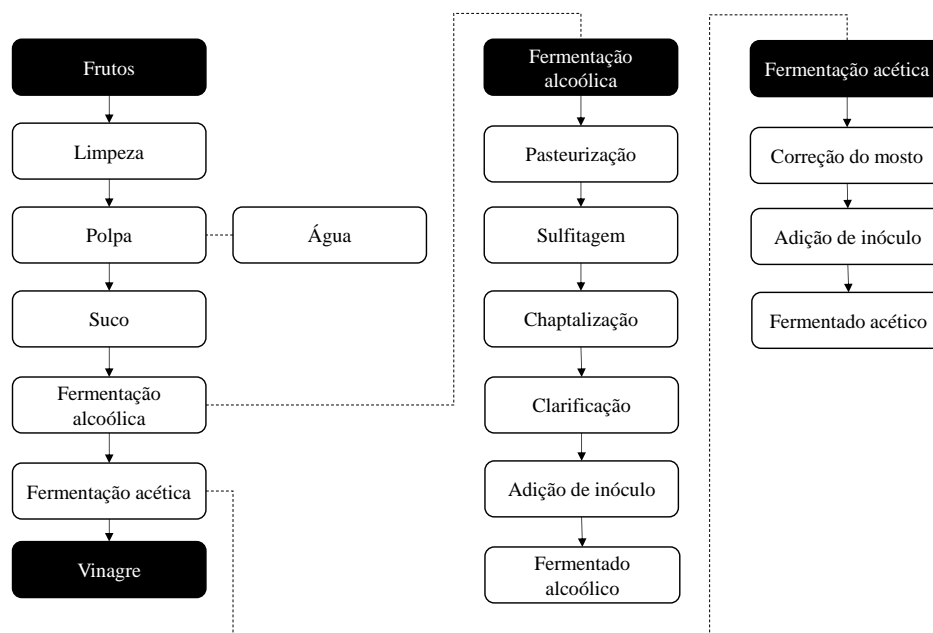 Frutos
Limpeza
Polpa
Água
Suco
Fermentação
alcoólica
Fermentação acética
Vinagre
Fermentação
alcoólica
Pasteurização
Sulfitagem
Chaptalização
Clarificação
Adição de inóculo
Fermentado
alcoólico
Fermentação acética
Correção do mosto
Adição de inóculo
Fermentado acético